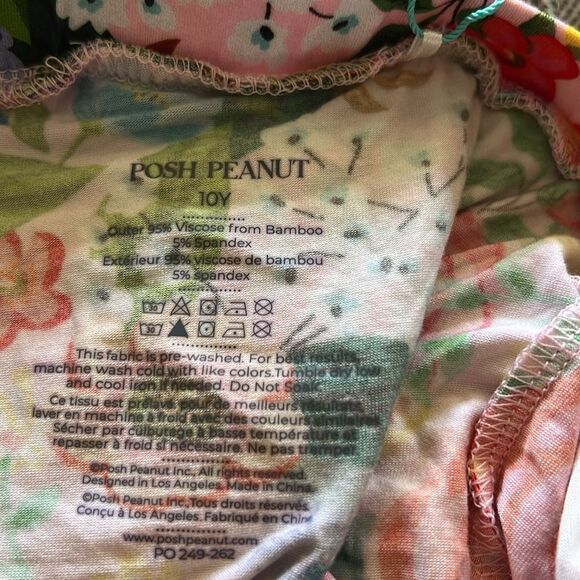 POSH PEANUT
10Y
Outer 95% Viscose from Bamboo
5% Spandex
Extérieur 95% viscose de bambou
5% spandex
30
30
This fabric is pre-washed. For best results,
machine wash cold with like colors.Tumble dry low
and cool iron if needed. Do Not Soak.
Ce tissu est prélavé pour de meilleurs résultats,
laver en machine à froid avec des couleurs similaires.
Sécher par culbutage à basse température et
repasser à froid si nécessaire. Ne pas tremper.
©Posh Peanut Inc., All rights reserved.
Designed in Los Angeles. Made in China.
©Posh Peanut Inc., Tous droits réservés.
Conçu à Los Angeles. Fabriqué en Chin
www.poshpeanut.com
PO 249-262